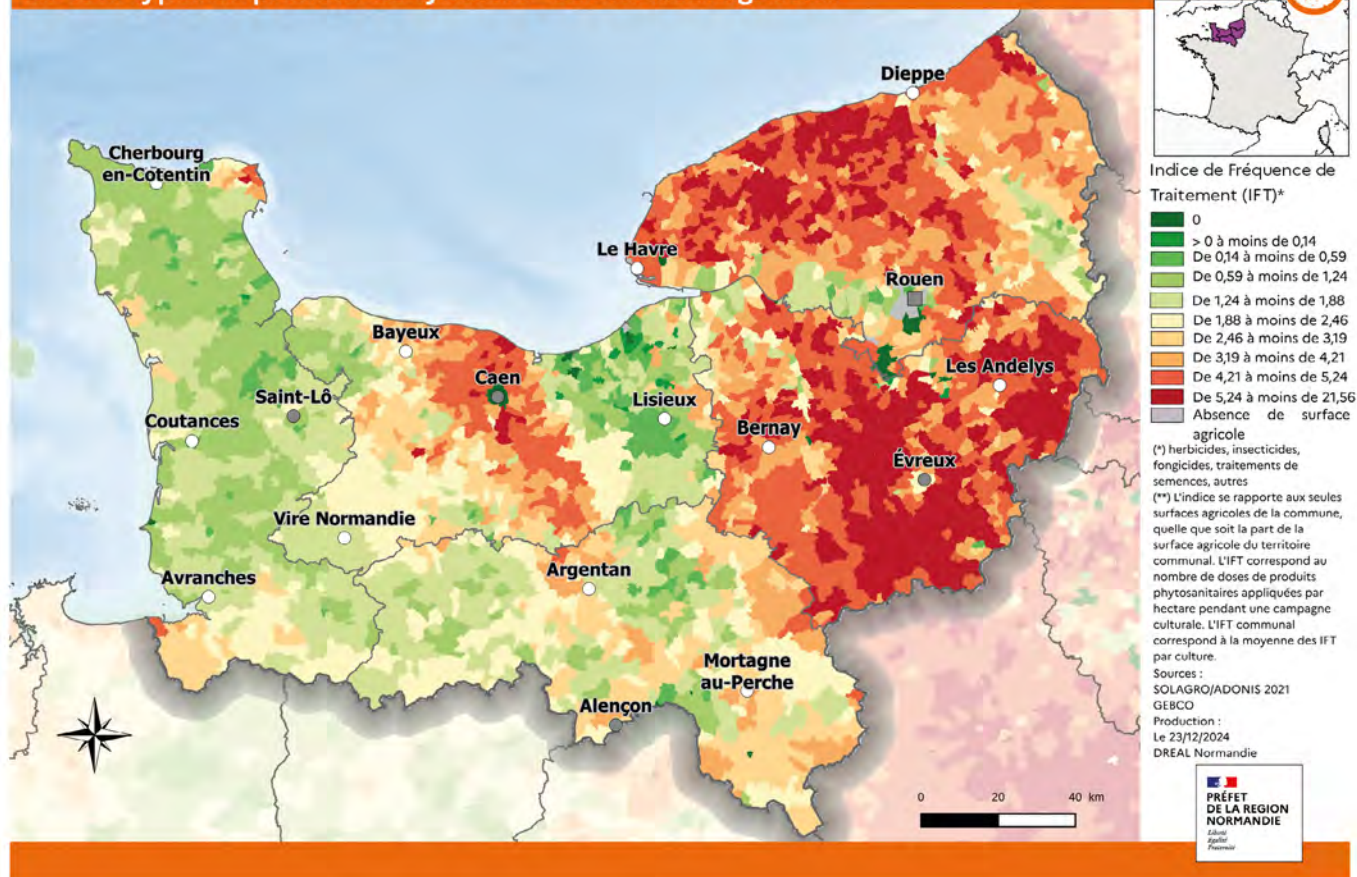 Dieppe
Cherbourg
en-Cotentin
Le Havre
Rouen
Bayeux
Caen
Les Andelys
Saint-Lô
Lisieux
Coutances
Bernay
Évreux
Vire Normandie
Argentan
Avranches
Mortagne
au-Perche
Alençon
0 20 40 km
Indice de Fréquence de
Traitement (IFT)*
0
> 0 à moins de 0,14
De 0,14 à moins de 0,59
De 0,59 à moins de 1,24
De 1,24 à moins de 1,88
De 1,88 à moins de 2,46
De 2,46 à moins de 3,19
De 3,19 à moins de 4,21
De 4,21 à moins de 5,24
De 5,24 à moins de 21,56
Absence de surface
agricole
(*) herbicides, insecticides,
fongicides, traitements de
semences, autres
(**) L'indice se rapporte aux seules
surfaces agricoles de la commune,
quelle que soit la part de la
surface agricole du territoire
communal. L'IFT correspond au
nombre de doses de produits
phytosanitaires appliquées par
hectare pendant une campagne
culturale. L'IFT communal
correspond à la moyenne des IFT
par culture.
Sources :
SOLAGRO/ADONIS 2021
GEBCO
Production :
Le 23/12/2024
DREAL Normandie
PRÉFET
DE LA REGION
NORMANDIE
Liberté
Égalité
Fraternité